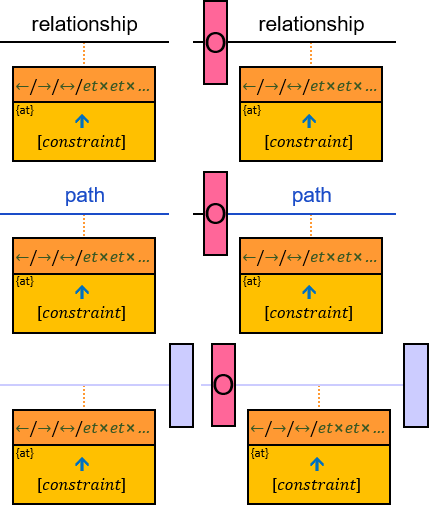 relationship
O
relationship
←/→/↔/et×et× ...
←/→/↔/et×et× ...
{at}
{at}
↑
↑
[constraint]
[constraint]
path
O
path
←/→/↔/et×et× ...
←/→/↔/et×et× ...
{at}
{at}
↑
↑
[constraint]
[constraint]
O
←/→/↔/et×et× ...
←/→/↔/et×et× ...
{at}
{at}
↑
↑
[constraint]
[constraint]